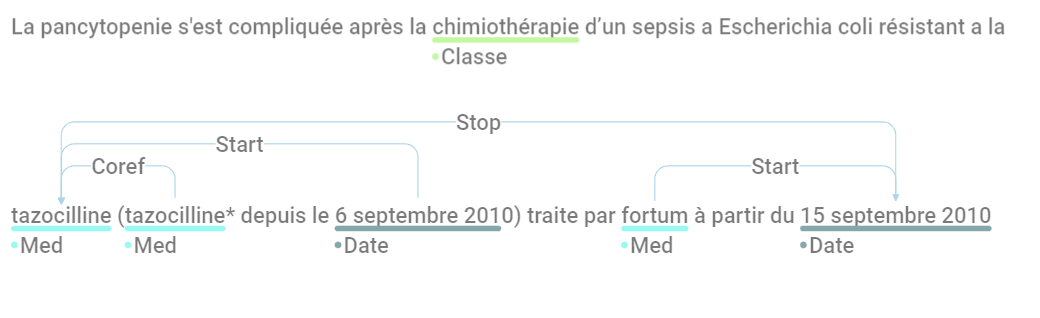 La pancytopenie s'est compliquée après la chimiothérapie d’un sepsis a Escherichia coli résistant a la
Classe
Stop
Start
Coref Start
tazocilline (tazocilline* depuis le 6 septembre 2010) traite par fortum à partir du 15 septembre 2010
Med Med Date Med Date